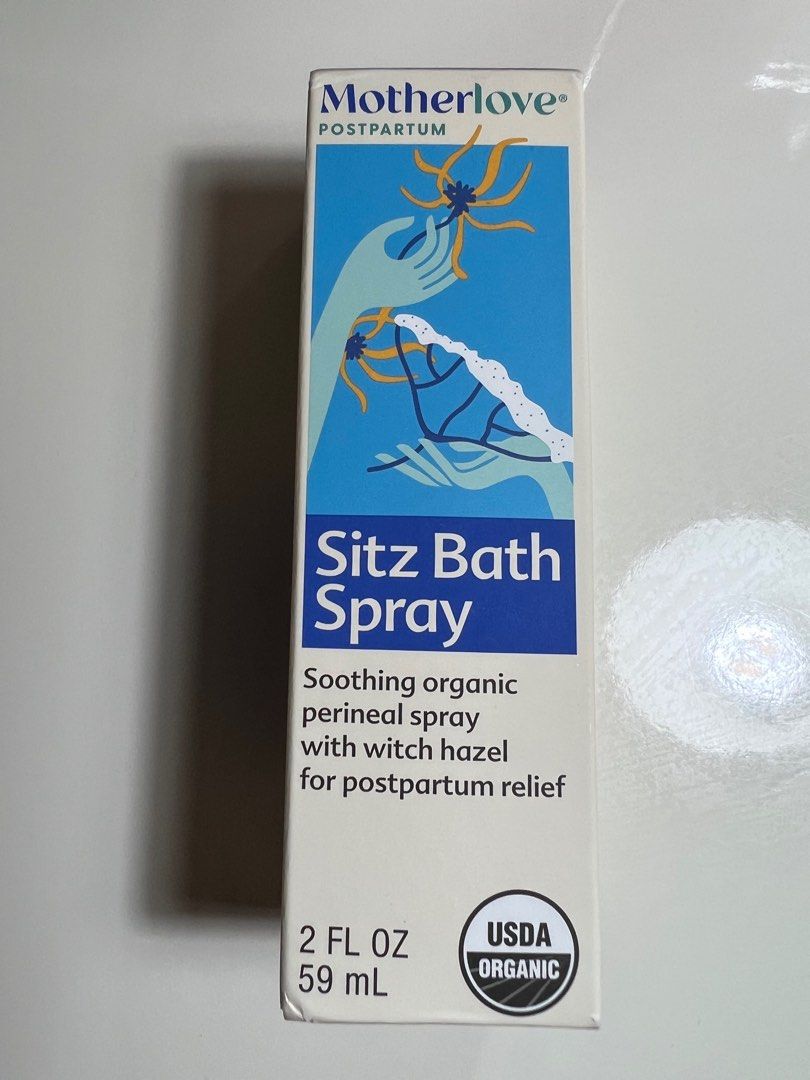 Motherlove®
POSTPARTUM
Sitz Bath
Spray
Soothing organic
perineal spray
with witch hazel
for postpartum relief
2 FL OZ
59 mL
USDA
ORGANIC